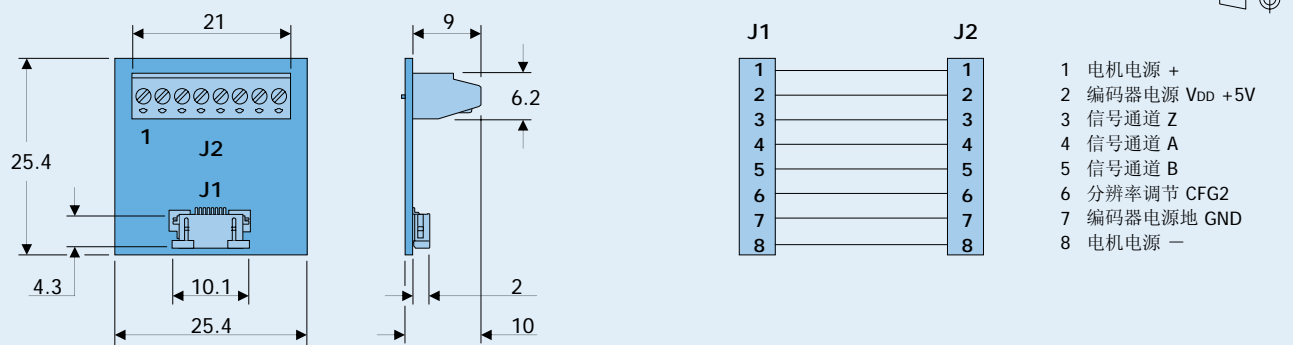 21
25.4
1
J2
J1
4.3
10.1
25.4
9
6.2
2
10
J1 J2
1 1
2 2
3 3
4 4
5 5
6 6
7 7
8 8
1 电机电源 +
2 编码器电源 VDD +5V
3 信号通道 Z
4 信号通道 A
5 信号通道 B
6 分辨率调节 CFG2
7 编码器电源地 GND
8 电机电源 －